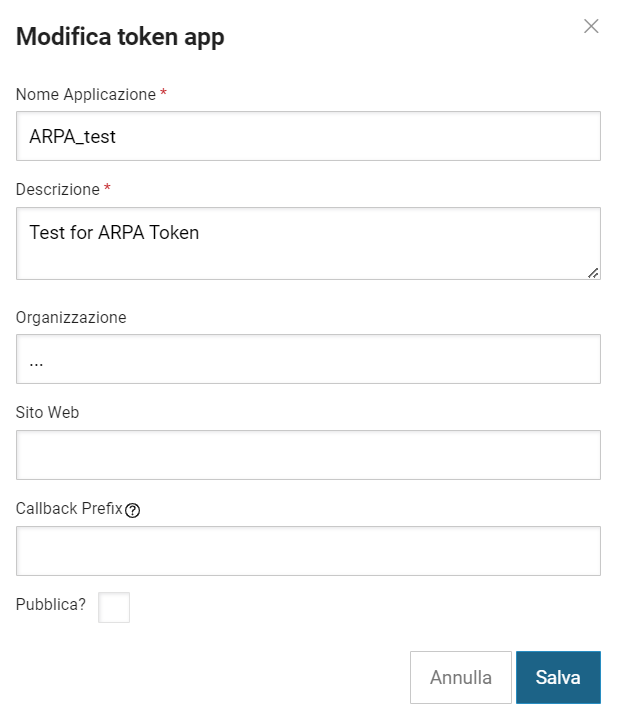 Modifica token app
Nome Applicazione *
ARPA_test
Descrizione *
Test for ARPA Token
Organizzazione
...
Sito Web
Callback Prefix?
Pubblica?
Annulla Salva